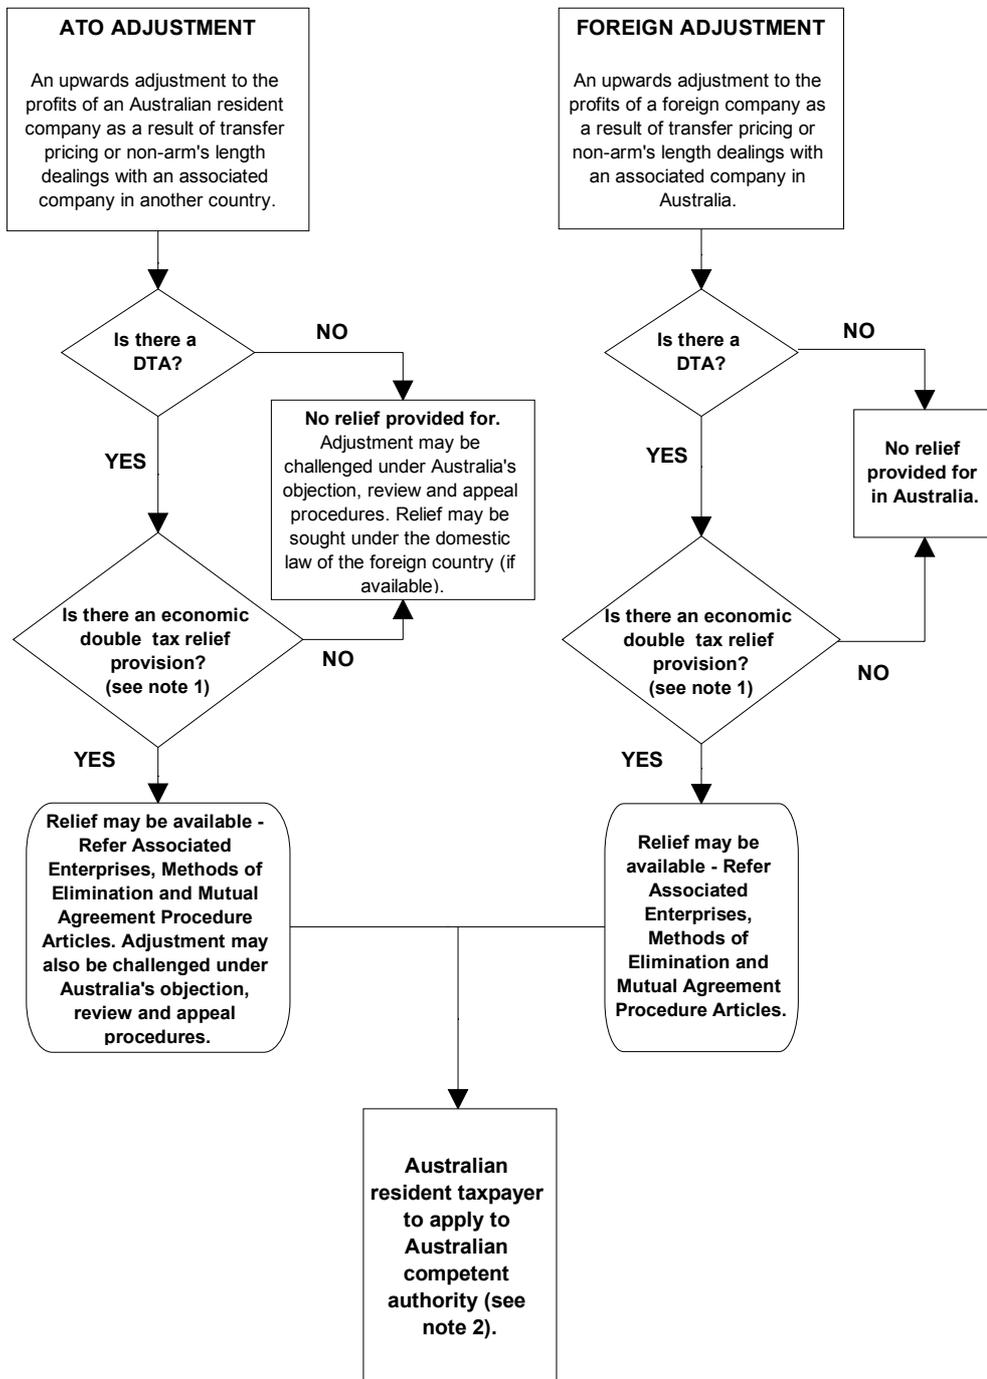 ATO ADJUSTMENT
An upwards adjustment to the
profits of an Australian resident
company as a result of transfer
pricing or non-arm's length
dealings with an associated
company in another country.
FOREIGN ADJUSTMENT
An upwards adjustment to the
profits of a foreign company as
a result of transfer pricing or
non-arm's length dealings with
an associated company in
Australia.
Is there a
DTA?
NO
YES
No relief provided for.
Adjustment may be
challenged under Australia's
objection, review and appeal
procedures. Relief may be
sought under the domestic
law of the foreign country (if
available).
Is there a
DTA?
NO
YES
No relief
provided for
in Australia.
Is there an economic
double tax relief
provision?
(see note 1)
NO
YES
Is there an economic
double tax relief
provision?
(see note 1)
NO
YES
Relief may be available -
Refer Associated
Enterprises, Methods of
Elimination and Mutual
Agreement Procedure
Articles. Adjustment may
also be challenged under
Australia's objection,
review and appeal
procedures.
Relief may be
available - Refer
Associated
Enterprises,
Methods of
Elimination and
Mutual Agreement
Procedure Articles.
Australian
resident taxpayer
to apply to
Australian
competent
authority (see
note 2).